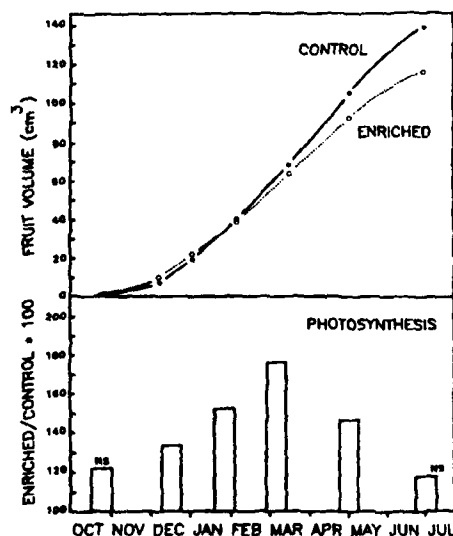 140
120
100
80
60
40
20
0
FRUIT VOLUME (cm³)
CONTROL
ENRICHED
200
180
160
140
120
100
ENRICHED/CONTROL * 100
PHOTOSYNTHESIS
NS
NS
OCT NOV DEC JAN FEB MAR APR MAY JUN JUL